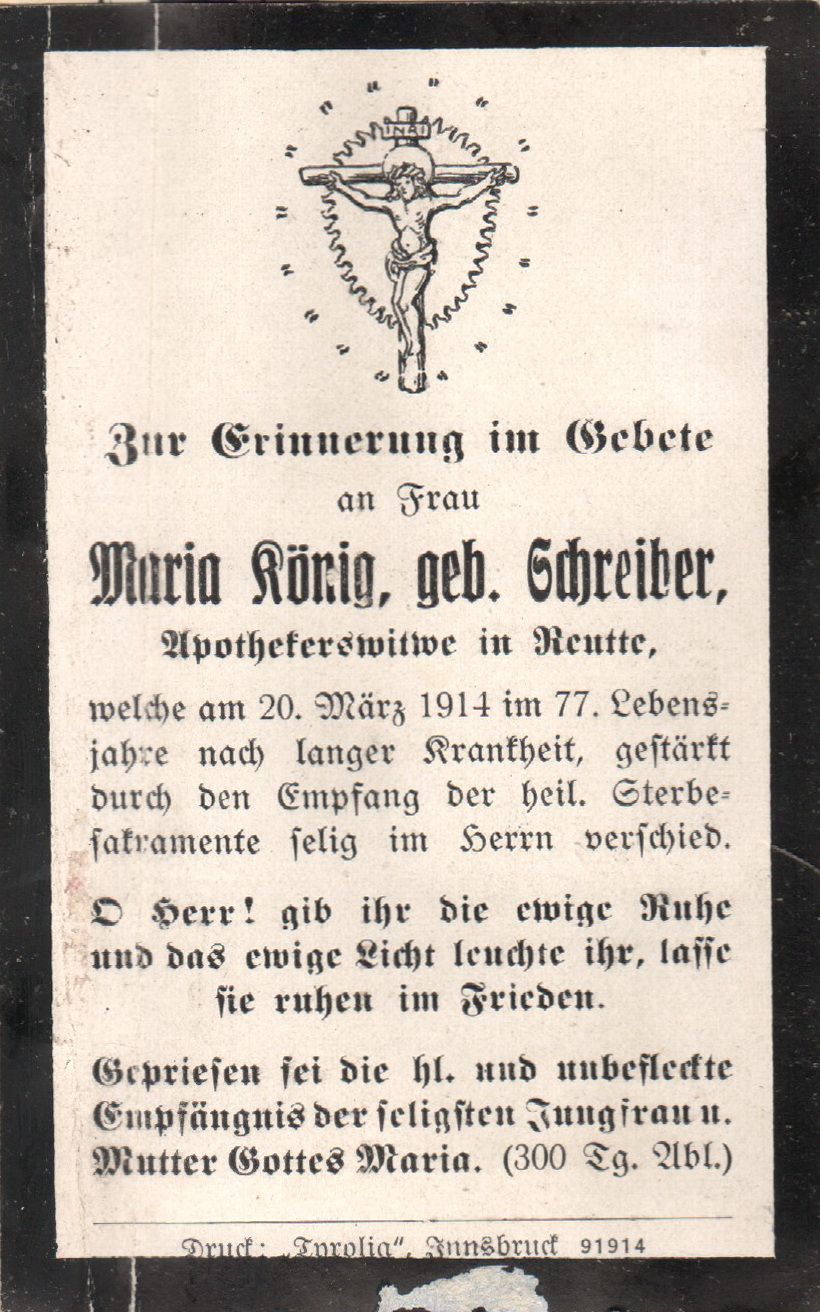 INRI
Zur Erinnerung im Gebete
an Frau
Maria König, geb. Schreiber,
Apothekerswitwe in Reutte,
welche am 20. März 1914 im 77. Lebens-
jahre nach langer Krankheit, gestärkt
durch den Empfang der heil. Sterbe-
sakramente selig im Herrn verschied.
O Herr! gib ihr die ewige Ruhe
und das ewige Licht leuchte ihr, lasse
sie ruhen im Frieden.
Gepriesen sei die hl. und unbefleckte
Empfängnis der seligsten Jungfrau u.
Mutter Gottes Maria. (300 Tg. Abl.)
Druck: „Tyrolia“, Innsbruck 91914